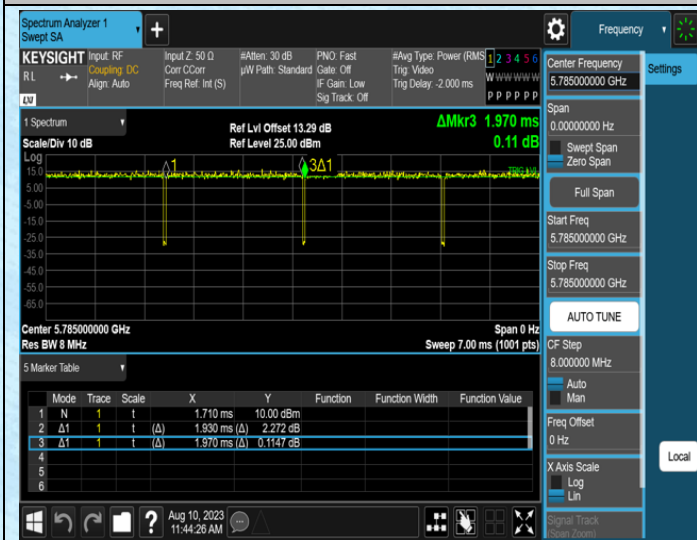 Spectrum Analyzer 1
Swept SA
+
Frequency
KEYSIGHT
RL
LXI
Input: RF
Coupling: DC
Align: Auto
Input Z: 50 Ω
Corr CCorr
Freq Ref: Int (S)
#Atten: 30 dB
µW Path: Standard
PNO: Fast
Gate: Off
IF Gain: Low
Sig Track: Off
#Avg Type: Power (RMS
Trig: Video
Trig Delay: -2.000 ms
1 2 3 4 5 6
W W W W W W
P P P P P P
1 Spectrum
Scale/Div 10 dB
Ref Lvl Offset 13.29 dB
Ref Level 25.00 dBm
ΔMkr3 1.970 ms
0.11 dB
Log
15.0
5.00
-5.00
-15.0
-25.0
-35.0
-45.0
-55.0
-65.0
1
3Δ1
Center 5.785000000 GHz
Res BW 8 MHz
Span 0 Hz
Sweep 7.00 ms (1001 pts)
5 Marker Table
Mode Trace Scale X Y Function Function Width Function Value
1 N 1 t 1.710 ms 10.00 dBm
2 Δ1 1 t (Δ) 1.930 ms (Δ) 2.272 dB
3 Δ1 1 t (Δ) 1.970 ms (Δ) 0.1147 dB
4
5
6
?
Aug 10, 2023
11:44:26 AM
Center Frequency
5.785000000 GHz
Span
0.00000000 Hz
Swept Span
Zero Span
Full Span
Start Freq
5.785000000 GHz
Stop Freq
5.785000000 GHz
AUTO TUNE
CF Step
8.000000 MHz
Auto
Man
Freq Offset
0 Hz
X Axis Scale
Log
Lin
Signal Track
(Span Zoom)
Settings
Local